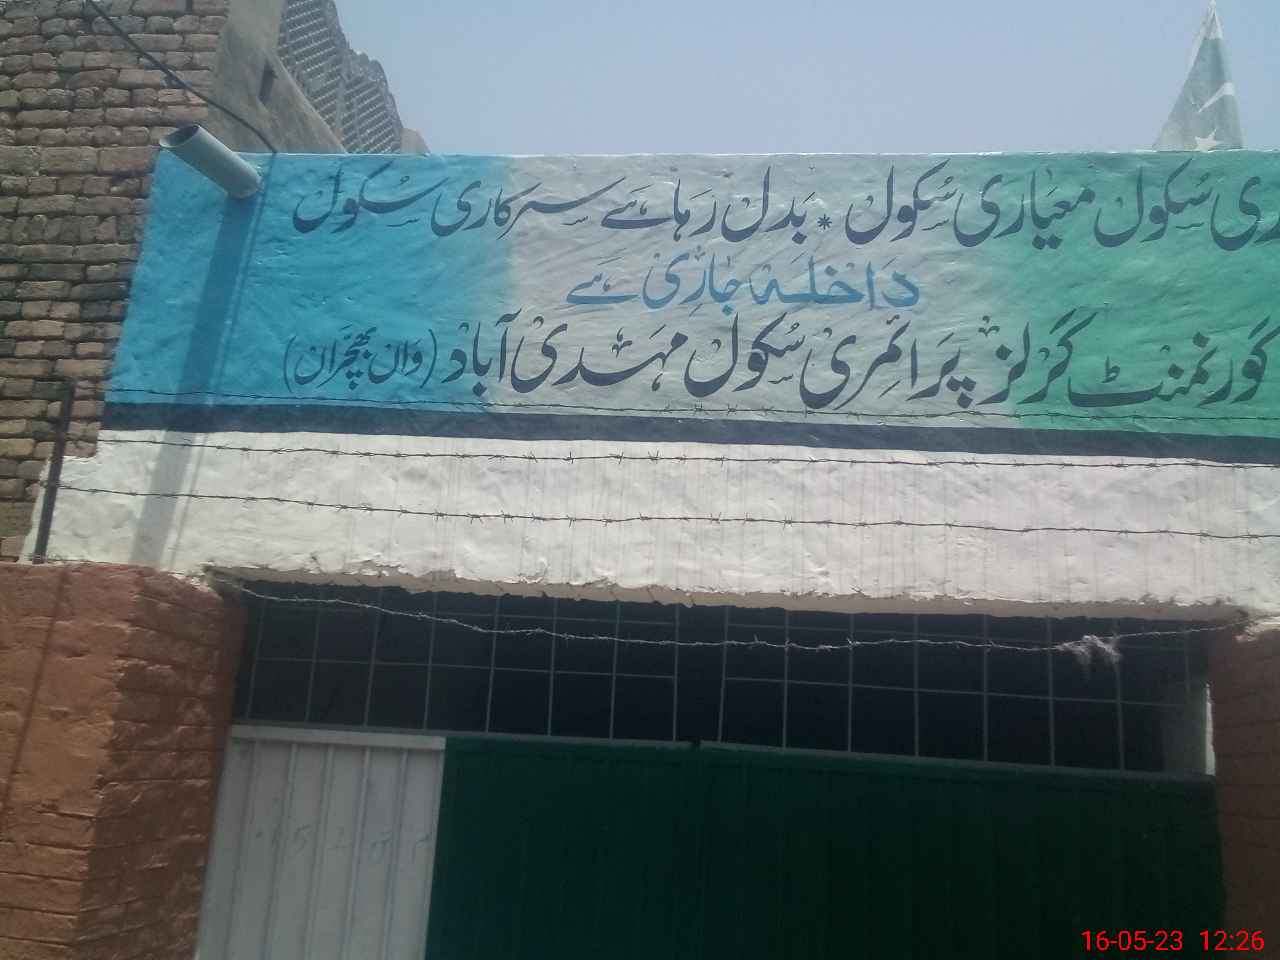 سکول معیاری سکول * بدل رہا ہے سرکاری سکول
داخلہ جاری ہے
گورنمنٹ گرلز پرائمری سکول مہدی آباد (واں بھچراں)
16-05-23 12:26